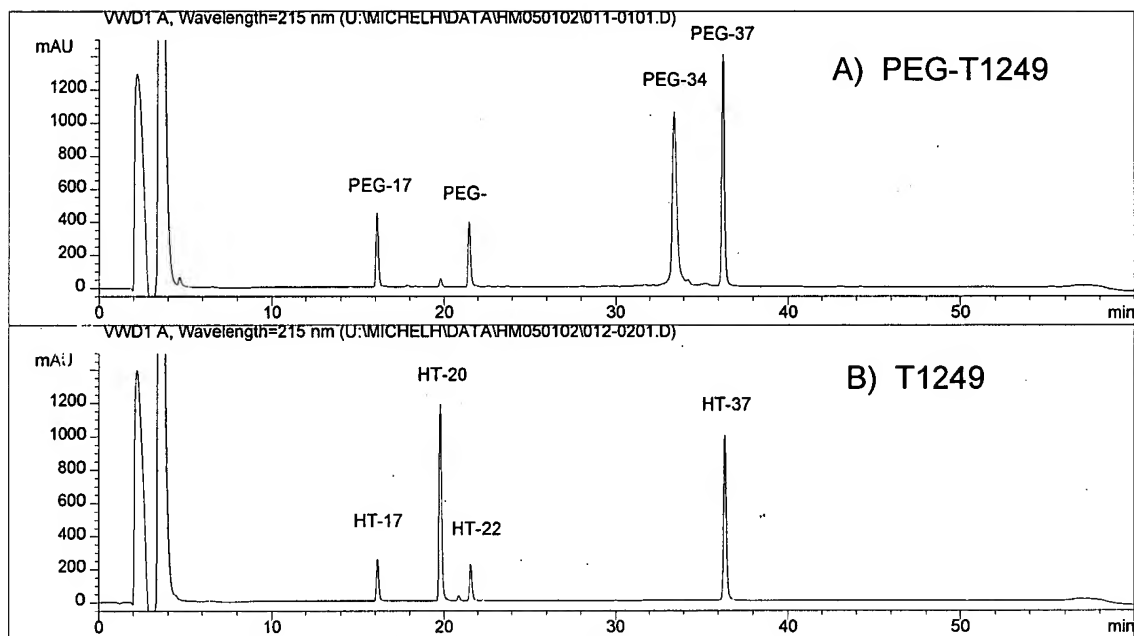 VWD1 A, Wavelength=215 nm (U:\MICHELH\DATA\HM050102\011-0101.D)
mAU
PEG-37
A) PEG-T1249
PEG-34
PEG-17
PEG-
1200
1000
800
600
400
200
0
0 10 20 30 40 50 min
VWD1 A, Wavelength=215 nm (U:\MICHELH\DATA\HM050102\012-0201.D)
mAU
B) T1249
HT-20
HT-37
HT-17
HT-22
1200
1000
800
600
400
200
0
0 10 20 30 40 50 min